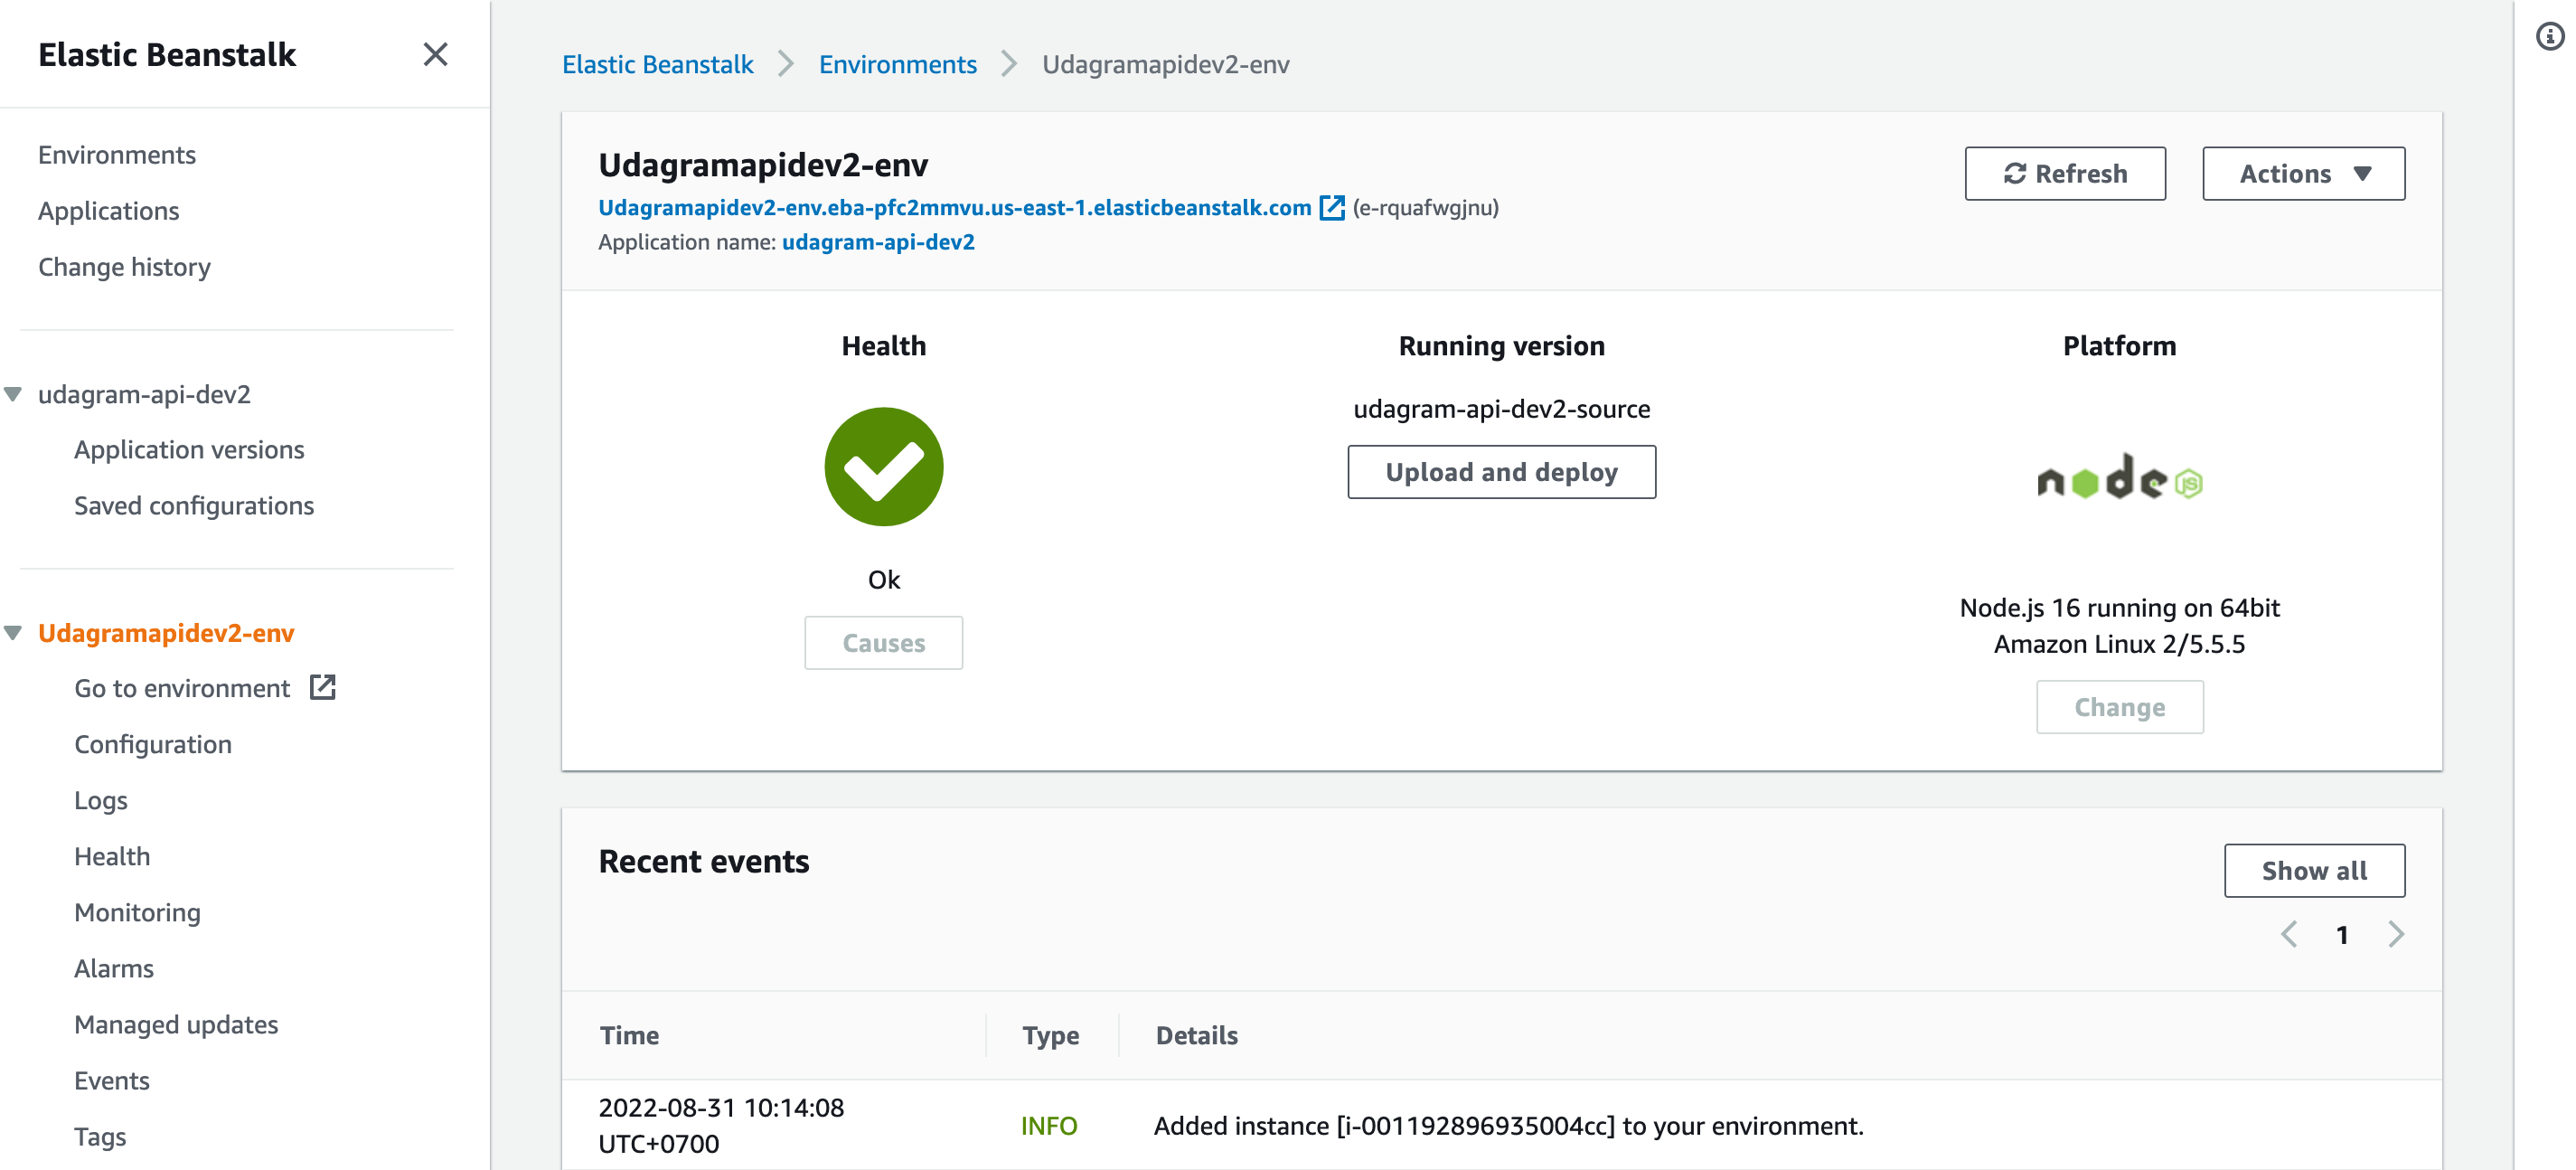 Elastic Beanstalk
Environments
Applications
Change history
udagram-api-dev2
Application versions
Saved configurations
Udagramapidev2-env
Go to environment
Configuration
Logs
Health
Monitoring
Alarms
Managed updates
Events
Tags
Elastic Beanstalk > Environments > Udagramapidev2-env
Udagramapidev2-env
Udagramapidev2-env.eba-pfc2mmvu.us-east-1.elasticbeanstalk.com (e-rquafwgjnu)
Application name: udagram-api-dev2
Refresh
Actions
Health
Ok
Causes
Running version
udagram-api-dev2-source
Upload and deploy
Platform
node JS
Node.js 16 running on 64bit
Amazon Linux 2/5.5.5
Change
Recent events
Show all
1
Time Type Details
2022-08-31 10:14:08
UTC+0700
INFO
Added instance [i-001192896935004cc] to your environment.